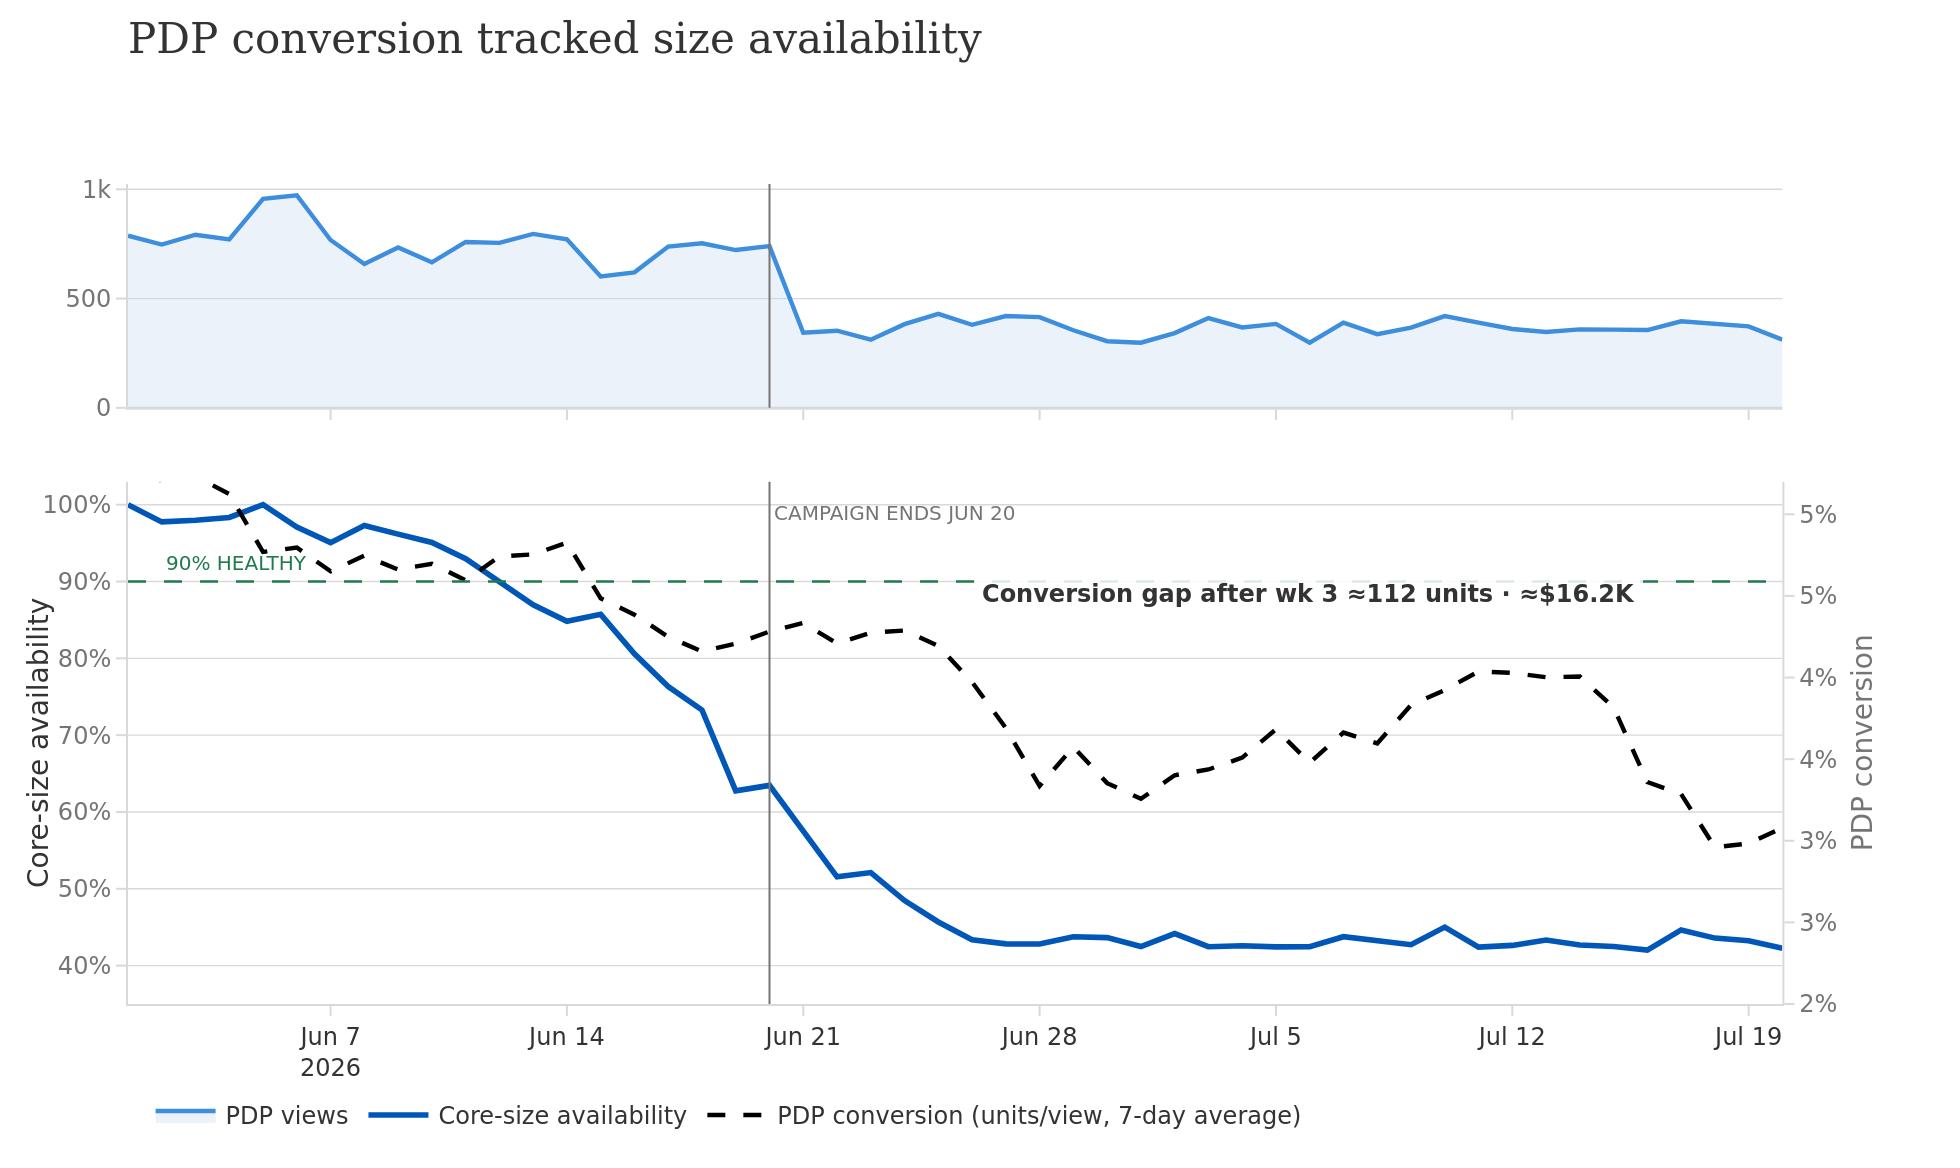 PDP conversion tracked size availability
1k
500
0
100%
90%
80%
70%
60%
50%
40%
Core-size availability
90% HEALTHY
CAMPAIGN ENDS JUN 20
Conversion gap after wk 3 ≈112 units · ≈$16.2K
5%
5%
4%
4%
3%
3%
2%
PDP conversion
Jun 7
2026
Jun 14
Jun 21
Jun 28
Jul 5
Jul 12
Jul 19
PDP views
Core-size availability
PDP conversion (units/view, 7-day average)